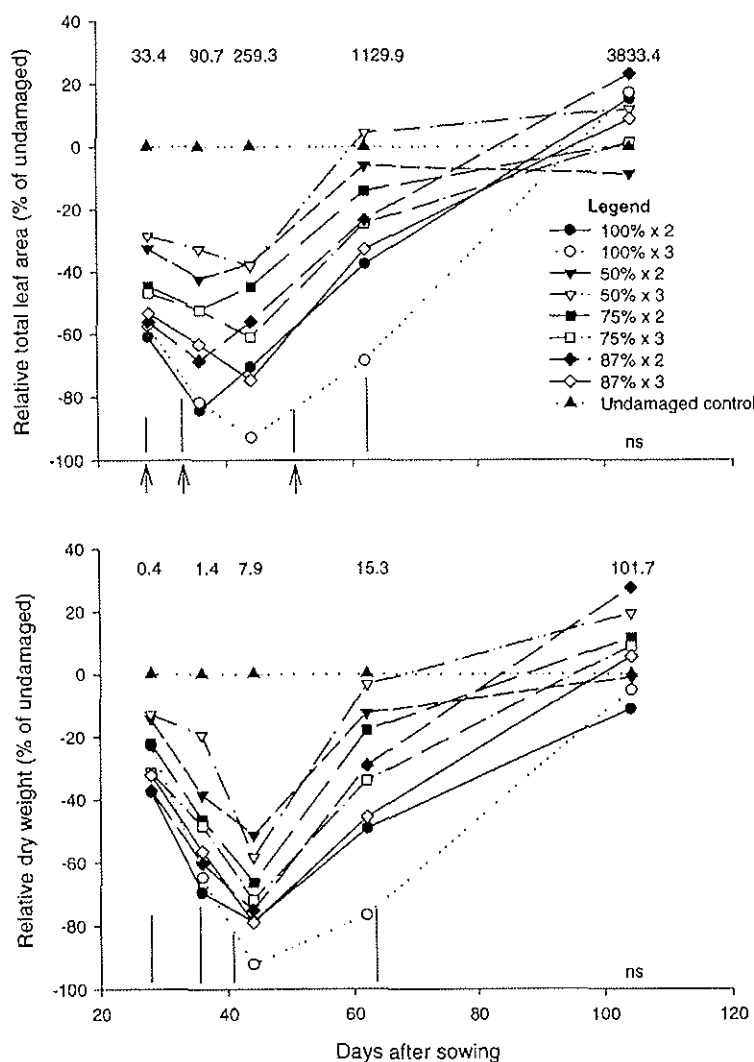 40
20
0
-20
-40
-60
-80
-100
Relative total leaf area (% of undamaged)
33.4 90.7 259.3 1129.9 3833.4
Legend
100% x 2
100% x 3
50% x 2
50% x 3
75% x 2
75% x 3
87% x 2
87% x 3
Undamaged control
ns
40
20
0
-20
-40
-60
-80
-100
Relative dry weight (% of undamaged)
0.4 1.4 7.9 15.3 101.7
ns
20 40 60 80 100 120
Days after sowing